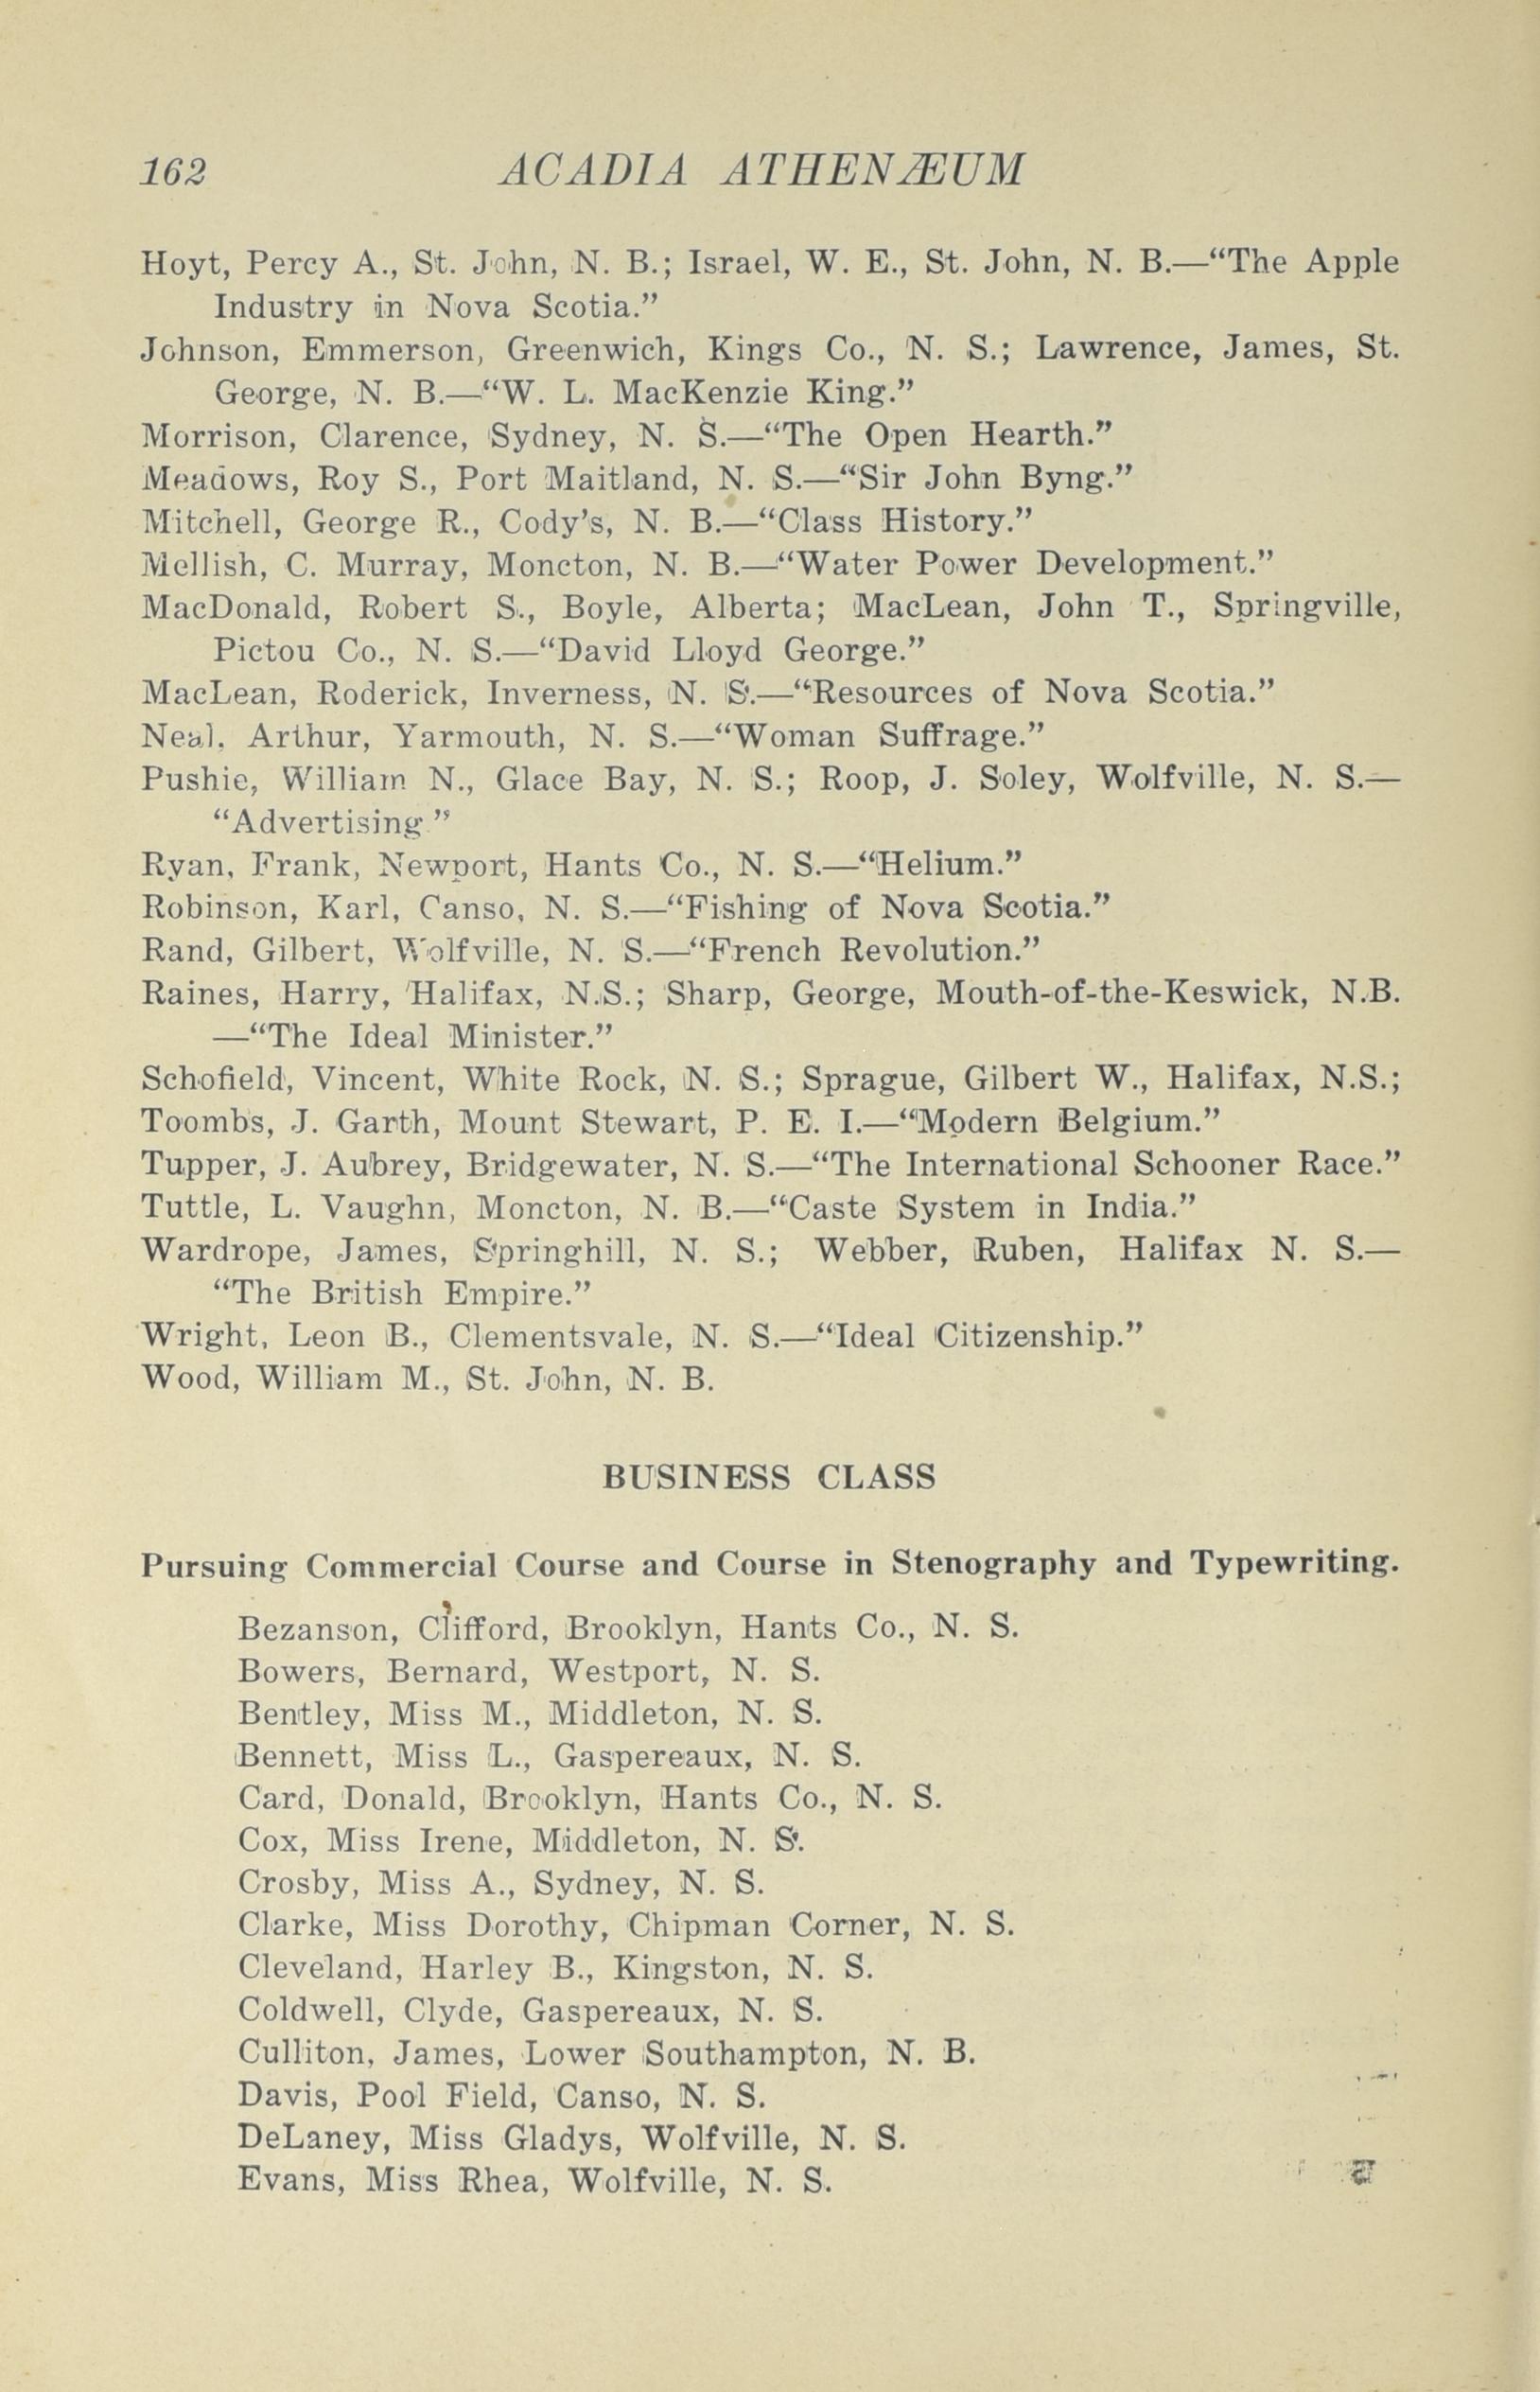 162 ACADIA ATHENÆUM
Hoyt, Percy A., St. John, N. B.; Israel, W. E., St. John, N. B.—“The Apple
Industry in Nova Scotia.”
Johnson, Emmerson, Greenwich, Kings Co., N. S.; Lawrence, James, St.
George, N. B.—“W. L. MacKenzie King.”
Morrison, Clarence, Sydney, N. S.—“The Open Hearth.”
Meadows, Roy S., Port Maitland, N. S.—“Sir John Byng.”
Mitchell, George R., Cody’s, N. B.—“Class History.”
Mellish, C. Murray, Moncton, N. B.—“Water Power Development.”
MacDonald, Robert S., Boyle, Alberta; MacLean, John T., Springville,
Pictou Co., N. S.—“David Lloyd George.”
MacLean, Roderick, Inverness, N. S.—“Resources of Nova Scotia.”
Neal, Arthur, Yarmouth, N. S.—“Woman Suffrage.”
Pushie, William N., Glace Bay, N. S.; Roop, J. Soley, Wolfville, N. S.—
“Advertising.”
Ryan, Frank, Newport, Hants Co., N. S.—“Helium.”
Robinson, Karl, Canso, N. S.—“Fishing of Nova Scotia.”
Rand, Gilbert, Wolfville, N. S.—“French Revolution.”
Raines, Harry, Halifax, N.S.; Sharp, George, Mouth-of-the-Keswick, N.B.
—“The Ideal Minister.”
Schofield, Vincent, White Rock, N. S.; Sprague, Gilbert W., Halifax, N.S.;
Toombs, J. Garth, Mount Stewart, P. E. I.—“Modern Belgium.”
Tupper, J. Aubrey, Bridgewater, N. S.—“The International Schooner Race.”
Tuttle, L. Vaughn, Moncton, N. B.—“Caste System in India.”
Wardrope, James, Springhill, N. S.; Webber, Ruben, Halifax N. S.—
“The British Empire.”
Wright, Leon B., Clementsvale, N. S.—“Ideal Citizenship.”
Wood, William M., St. John, N. B.
BUSINESS CLASS
Pursuing Commercial Course and Course in Stenography and Typewriting.
Bezanson, Clifford, Brooklyn, Hants Co., N. S.
Bowers, Bernard, Westport, N. S.
Bentley, Miss M., Middleton, N. S.
Bennett, Miss L., Gaspereaux, N. S.
Card, Donald, Brooklyn, Hants Co., N. S.
Cox, Miss Irene, Middleton, N. S.
Crosby, Miss A., Sydney, N. S.
Clarke, Miss Dorothy, Chipman Corner, N. S.
Cleveland, Harley B., Kingston, N. S.
Coldwell, Clyde, Gaspereaux, N. S.
Culliton, James, Lower Southampton, N. B.
Davis, Pool Field, Canso, N. S.
DeLaney, Miss Gladys, Wolfville, N. S.
Evans, Miss Rhea, Wolfville, N. S.